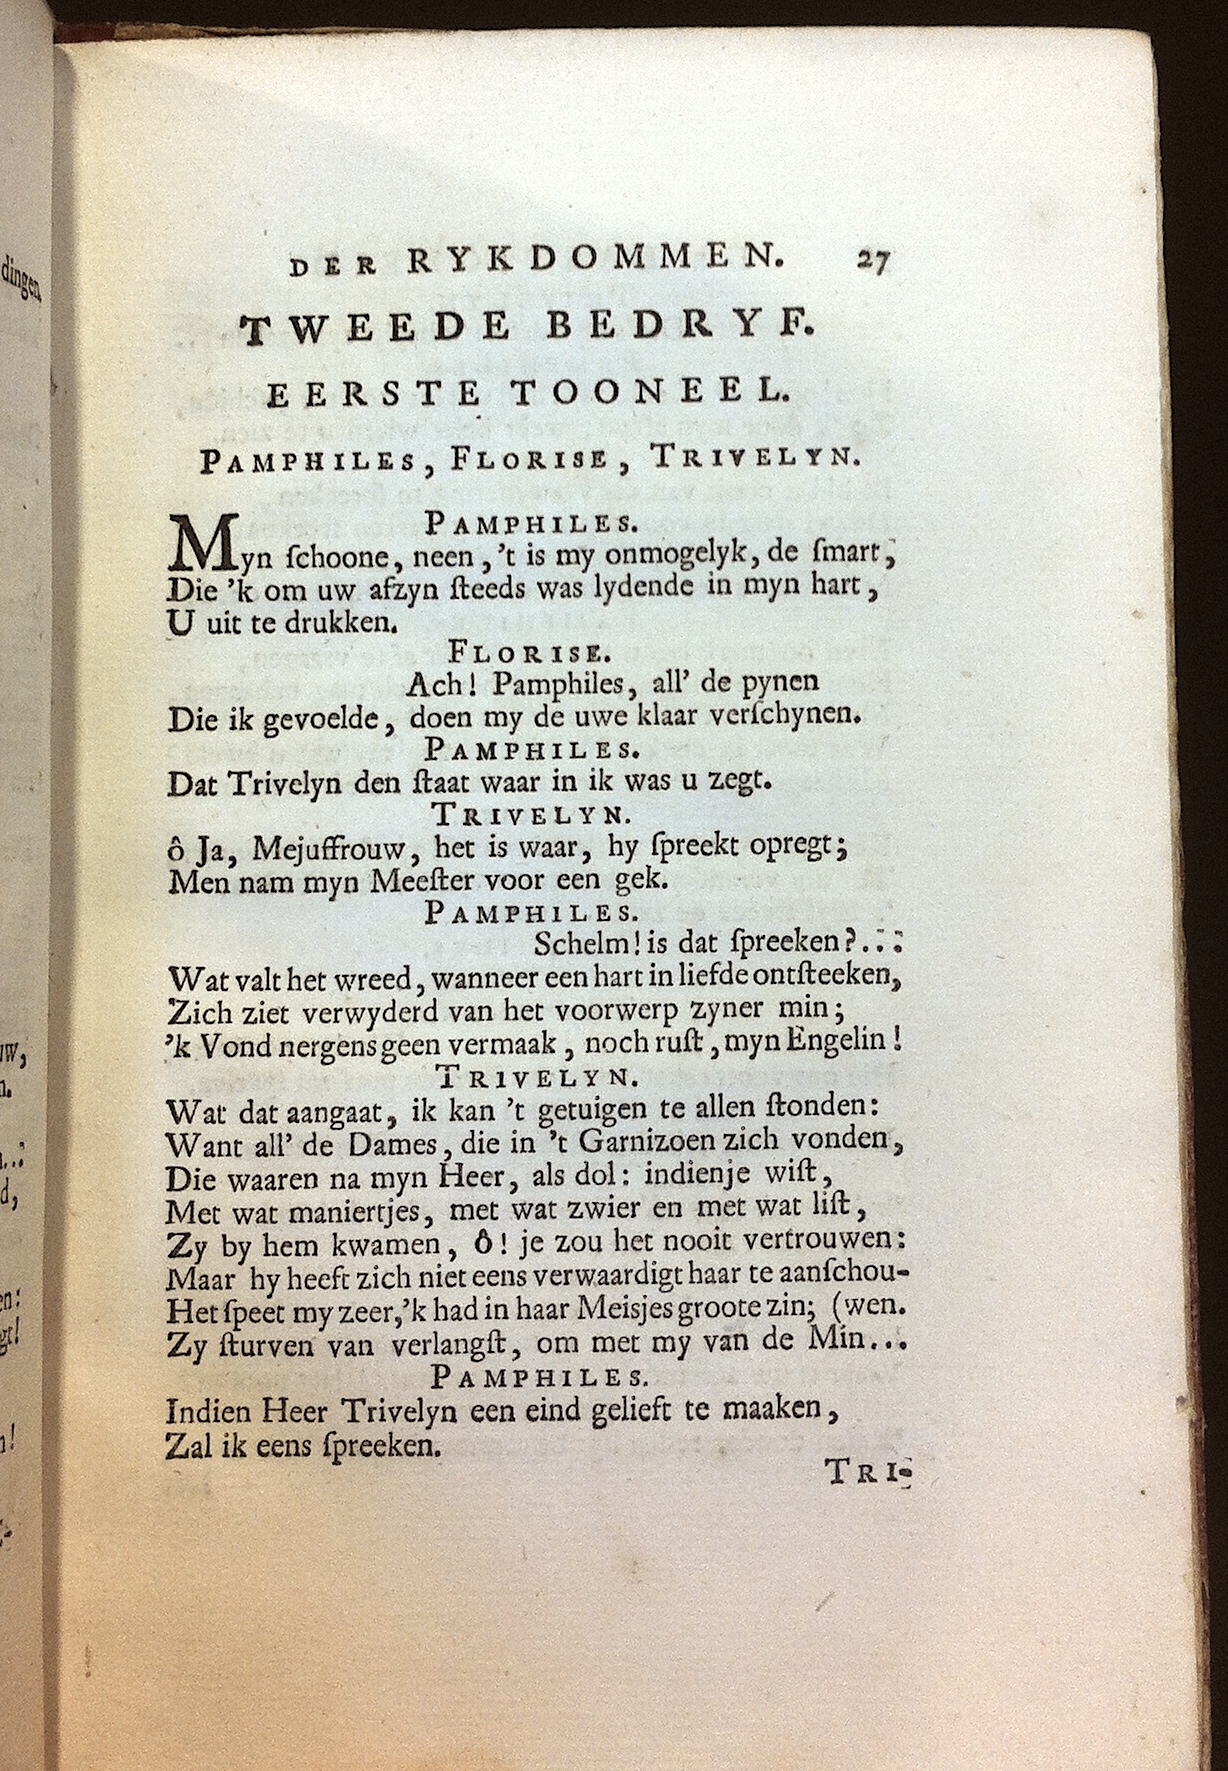 DER RYKDOMMEN. 27
TWEEDE BEDRYF.
EERSTE TOONEEL.
PAMPHILES, FLORISE, TRIVELYN.
PAMPHILES.
Myn ſchoone, neen, 't is my onmogelyk, de ſmart,
Die 'k om uw afzyn ſteeds was lydende in myn hart,
U uit te drukken.
FLORISE.
Ach! Pamphiles, all' de pynen
Die ik gevoelde, doen my de uwe klaar verſchynen.
PAMPHILES.
Dat Trivelyn den ſtaat waar in ik was u zegt.
TRIVELYN.
ô Ja, Mejuffrouw, het is waar, hy ſpreekt opregt;
Men nam myn Meeſter voor een gek.
PAMPHILES.
Schelm! is dat ſpreeken?...
Wat valt het wreed, wanneer een hart in liefde ontſteeken,
Zich ziet verwyderd van het voorwerp zyner min;
'k Vond nergens geen vermaak, noch ruſt, myn Engelin!
TRIVELYN.
Wat dat aangaat, ik kan 't getuigen te allen ſtonden:
Want all' de Dames, die in 't Garnizoen zich vonden,
Die waaren na myn Heer, als dol: indienje wiſt,
Met wat maniertjes, met wat zwier en met wat liſt,
Zy by hem kwamen, ô! je zou het nooit vertrouwen:
Maar hy heeft zich niet eens verwaardigt haar te aanſchou-
Het ſpeet my zeer, 'k had in haar Meisjes groote zin; (wen.
Zy ſturven van verlangſt, om met my van de Min...
PAMPHILES.
Indien Heer Trivelyn een eind gelieft te maaken,
Zal ik eens ſpreeken.
TRI-
dingen,